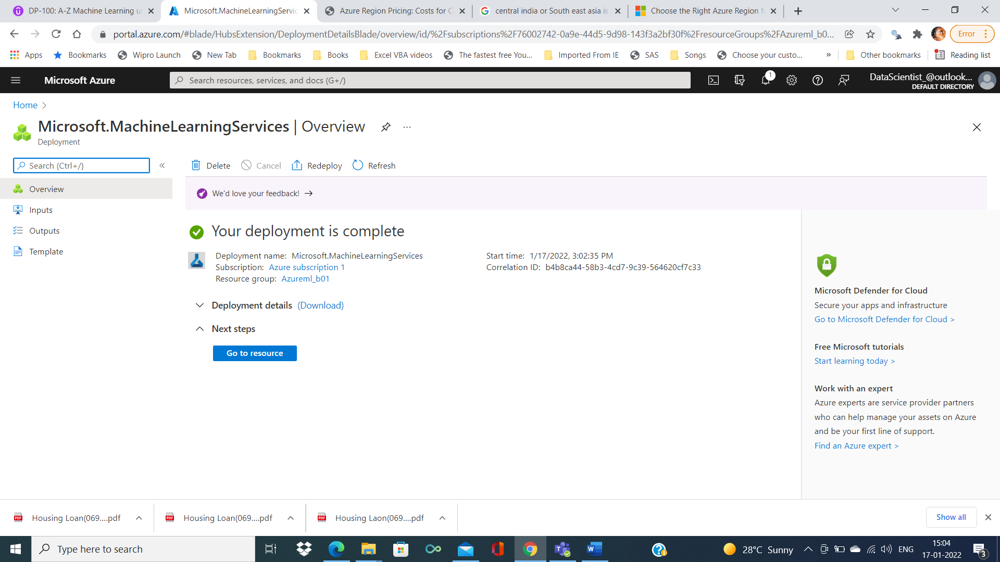 DP-100: A-Z Machine Learning u
Microsoft.MachineLearningServic
Azure Region Pricing: Costs for C
central india or South east asia is
Choose the Right Azure Region f
portal.azure.com/#blade/HubsExtension/DeploymentDetailsBlade/overview/id/%2Fsubscriptions%2F76002742-0a9e-44d5-9d98-143f3a2bf30f%2FresourceGroups%2FAzureml_b0...
Error
Apps
Bookmarks
Wipro Launch
New Tab
Bookmarks
Books
Excel VBA videos
The fastest free You...
Imported From IE
SAS
Songs
Choose your custo...
»
Other bookmarks
Reading list
Microsoft Azure
Search resources, services, and docs (G+/)
1
DataScientist_@outlook...
DEFAULT DIRECTORY
Home
Microsoft.MachineLearningServices | Overview
...
Deployment
Search (Ctrl+/)
«
Delete
Cancel
Redeploy
Refresh
Overview
Inputs
Outputs
Template
We'd love your feedback! →
Your deployment is complete
Deployment name: Microsoft.MachineLearningServices
Subscription: Azure subscription 1
Resource group: Azureml_b01
Start time: 1/17/2022, 3:02:35 PM
Correlation ID: b4b8ca44-58b3-4cd7-9c39-564620cf7c33
Deployment details (Download)
Next steps
Go to resource
Microsoft Defender for Cloud
Secure your apps and infrastructure
Go to Microsoft Defender for Cloud >
Free Microsoft tutorials
Start learning today >
Work with an expert
Azure experts are service provider partners
who can help manage your assets on Azure
and be your first line of support.
Find an Azure expert >
PDF
Housing Loan(069....pdf
PDF
Housing Loan(069....pdf
PDF
Housing Laon(069....pdf
Show all
Type here to search
28°C Sunny
ENG
15:04
17-01-2022
3